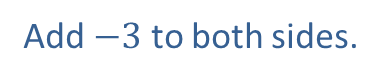 Add −3 to both sides.